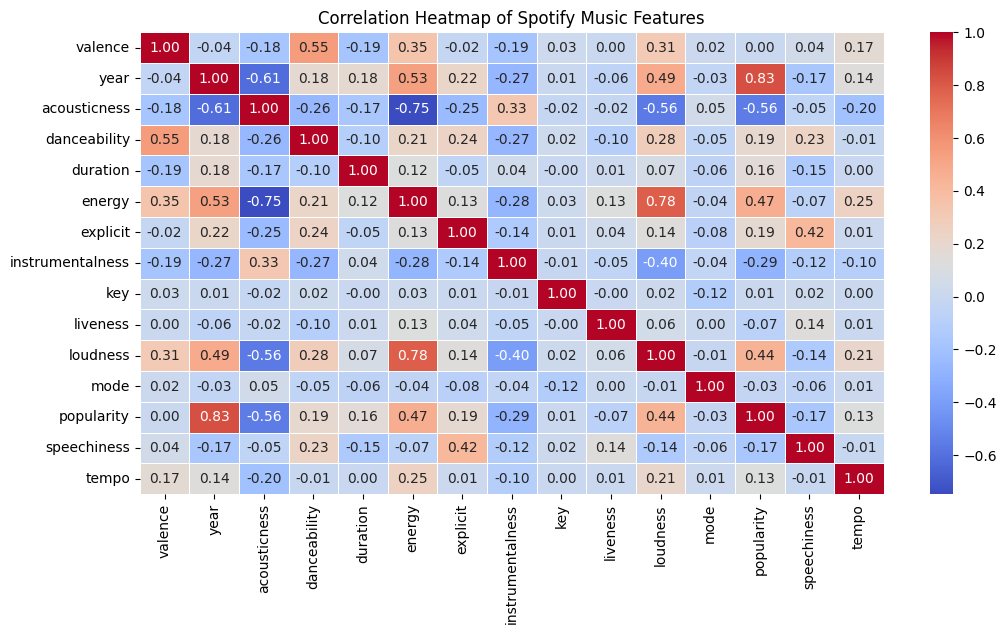 Correlation Heatmap of Spotify Music Features
valence 1.00 -0.04 -0.18 0.55 -0.19 0.35 -0.02 -0.19 0.03 0.00 0.31 0.02 0.00 0.04 0.17
year -0.04 1.00 -0.61 0.18 0.18 0.53 0.22 -0.27 0.01 -0.06 0.49 -0.03 0.83 -0.17 0.14
acousticness -0.18 -0.61 1.00 -0.26 -0.17 -0.75 -0.25 0.33 -0.02 -0.02 -0.56 0.05 -0.56 -0.05 -0.20
danceability 0.55 0.18 -0.26 1.00 -0.10 0.21 0.24 -0.27 0.02 -0.10 0.28 -0.05 0.19 0.23 -0.01
duration -0.19 0.18 -0.17 -0.10 1.00 0.12 -0.05 0.04 -0.00 0.01 0.07 -0.06 0.16 -0.15 0.00
energy 0.35 0.53 -0.75 0.21 0.12 1.00 0.13 -0.28 0.03 0.13 0.78 -0.04 0.47 -0.07 0.25
explicit -0.02 0.22 -0.25 0.24 -0.05 0.13 1.00 -0.14 0.01 0.04 0.14 -0.08 0.19 0.42 0.01
instrumentalness -0.19 -0.27 0.33 -0.27 0.04 -0.28 -0.14 1.00 -0.01 -0.05 -0.40 -0.04 -0.29 -0.12 -0.10
key 0.03 0.01 -0.02 0.02 -0.00 0.03 0.01 -0.01 1.00 -0.00 0.02 -0.12 0.01 0.02 0.00
liveness 0.00 -0.06 -0.02 -0.10 0.01 0.13 0.04 -0.05 -0.00 1.00 0.06 0.00 -0.07 0.14 0.01
loudness 0.31 0.49 -0.56 0.28 0.07 0.78 0.14 -0.40 0.02 0.06 1.00 -0.01 0.44 -0.14 0.21
mode 0.02 -0.03 0.05 -0.05 -0.06 -0.04 -0.08 -0.04 -0.12 0.00 -0.01 1.00 -0.03 -0.06 0.01
popularity 0.00 0.83 -0.56 0.19 0.16 0.47 0.19 -0.29 0.01 -0.07 0.44 -0.03 1.00 -0.17 0.13
speechiness 0.04 -0.17 -0.05 0.23 -0.15 -0.07 0.42 -0.12 0.02 0.14 -0.14 -0.06 -0.17 1.00 -0.01
tempo 0.17 0.14 -0.20 -0.01 0.00 0.25 0.01 -0.10 0.00 0.01 0.21 0.01 0.13 -0.01 1.00
valence
year
acousticness
danceability
duration
energy
explicit
instrumentalness
key
liveness
loudness
mode
popularity
speechiness
tempo
1.0
0.8
0.6
0.4
0.2
0.0
−0.2
−0.4
−0.6